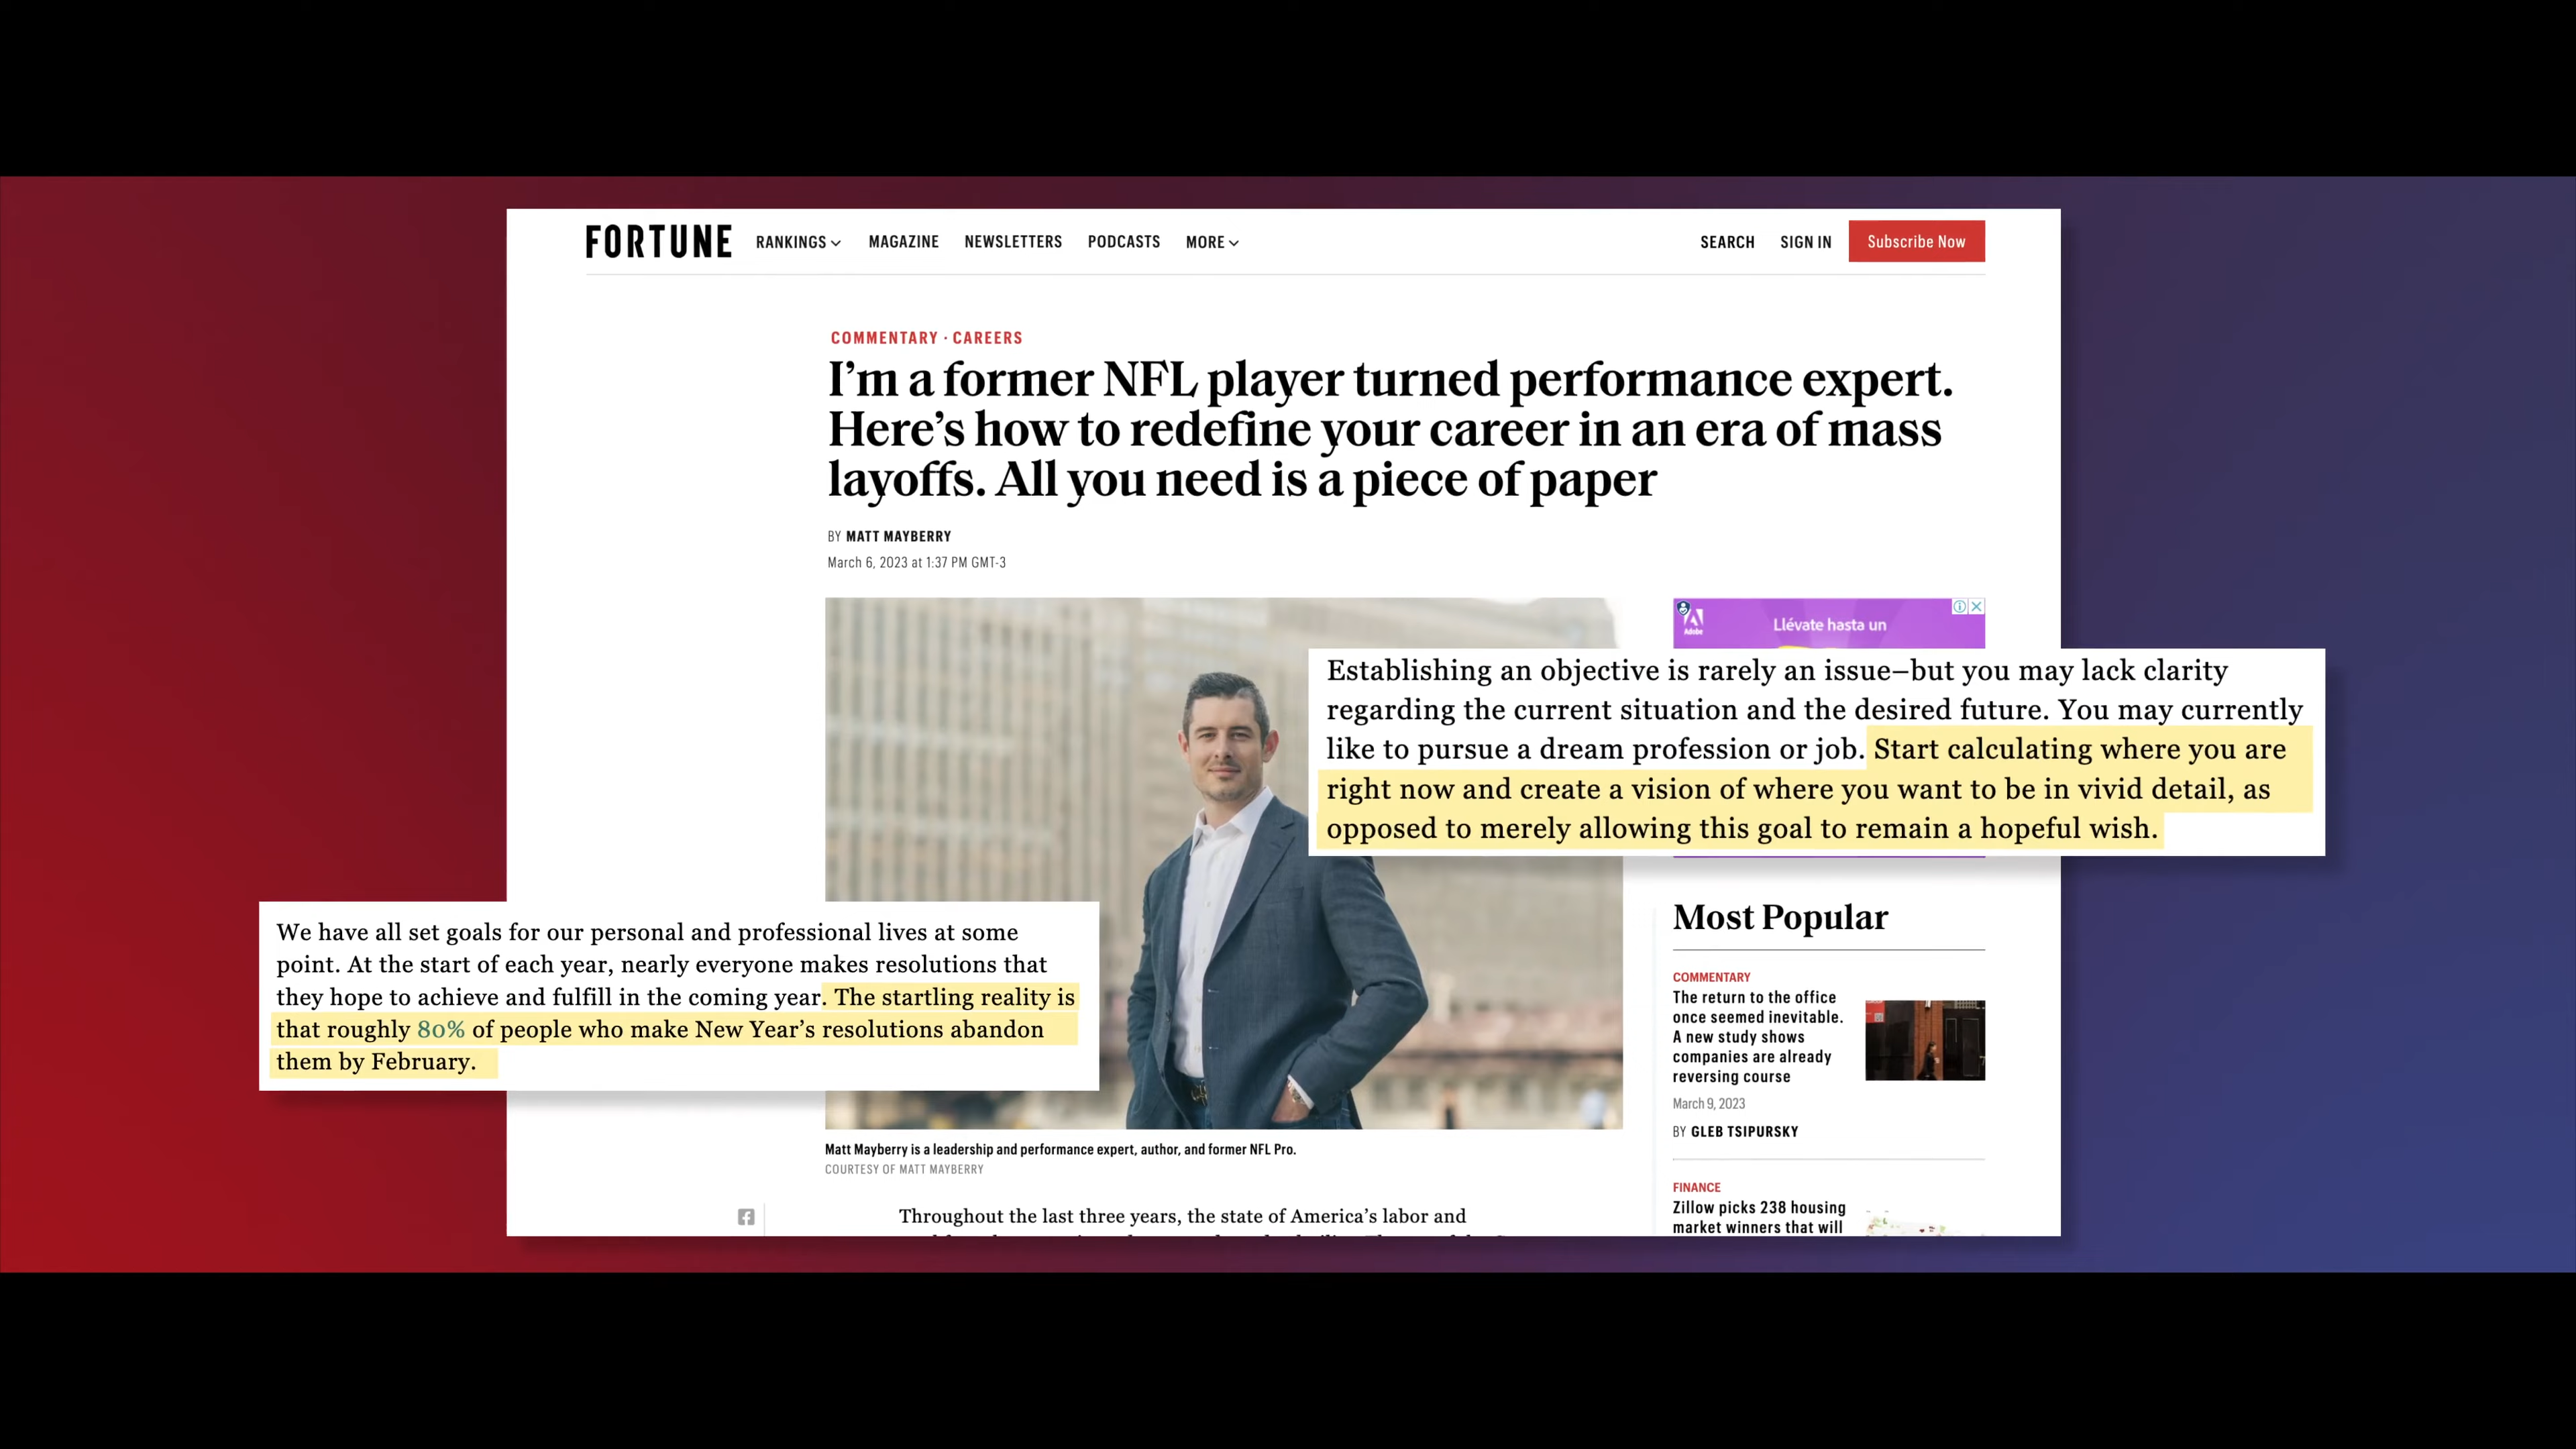 FORTUNE RANKINGS MAGAZINE NEWSLETTERS PODCASTS MORE SEARCH SIGN IN Subscribe Now
COMMENTARY · CAREERS
I'm a former NFL player turned performance expert.
Here's how to redefine your career in an era of mass
layoffs. All you need is a piece of paper
BY MATT MAYBERRY
March 6, 2023 at 1:37 PM GMT-3
Adobe
Llévate hasta un
Establishing an objective is rarely an issue—but you may lack clarity
regarding the current situation and the desired future. You may currently
like to pursue a dream profession or job. Start calculating where you are
right now and create a vision of where you want to be in vivid detail, as
opposed to merely allowing this goal to remain a hopeful wish.
We have all set goals for our personal and professional lives at some
point. At the start of each year, nearly everyone makes resolutions that
they hope to achieve and fulfill in the coming year. The startling reality is
that roughly 80% of people who make New Year's resolutions abandon
them by February.
Matt Mayberry is a leadership and performance expert, author, and former NFL Pro.
COURTESY OF MATT MAYBERRY
Throughout the last three years, the state of America's labor and
Most Popular
COMMENTARY
The return to the office
once seemed inevitable.
A new study shows
companies are already
reversing course
March 9, 2023
BY GLEB TSIPURSKY
FINANCE
Zillow picks 238 housing
market winners that will